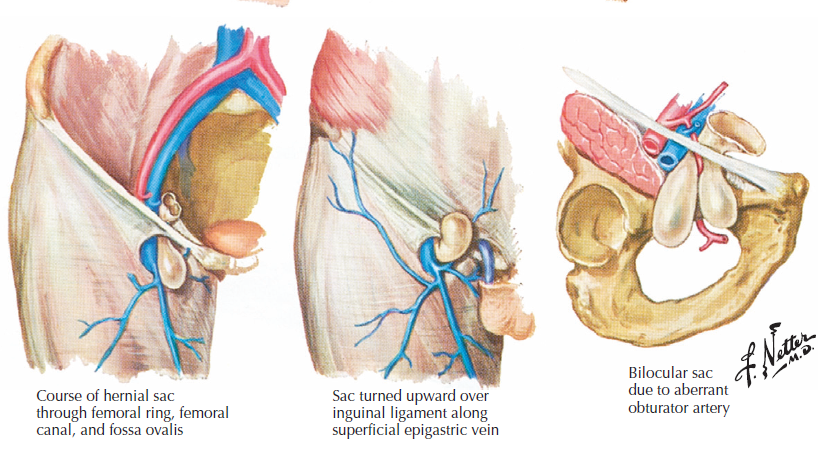 Course of hernial sac
through femoral ring, femoral
canal, and fossa ovalis
Sac turned upward over
inguinal ligament along
superficial epigastric vein
Bilocular sac
due to aberrant
obturator artery
F. Netter
M.D.